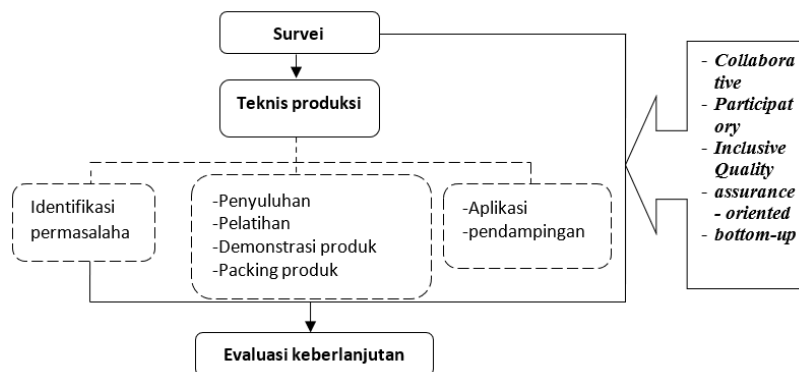 Survei
Teknis produksi
Identifikasi
permasalaha
-Penyuluhan
-Pelatihan
-Demonstrasi produk
-Packing produk
-Aplikasi
-pendampingan
Evaluasi keberlanjutan
- Collabora
tive
- Participat
ory
- Inclusive
Quality
- assurance
- oriented
- bottom-up